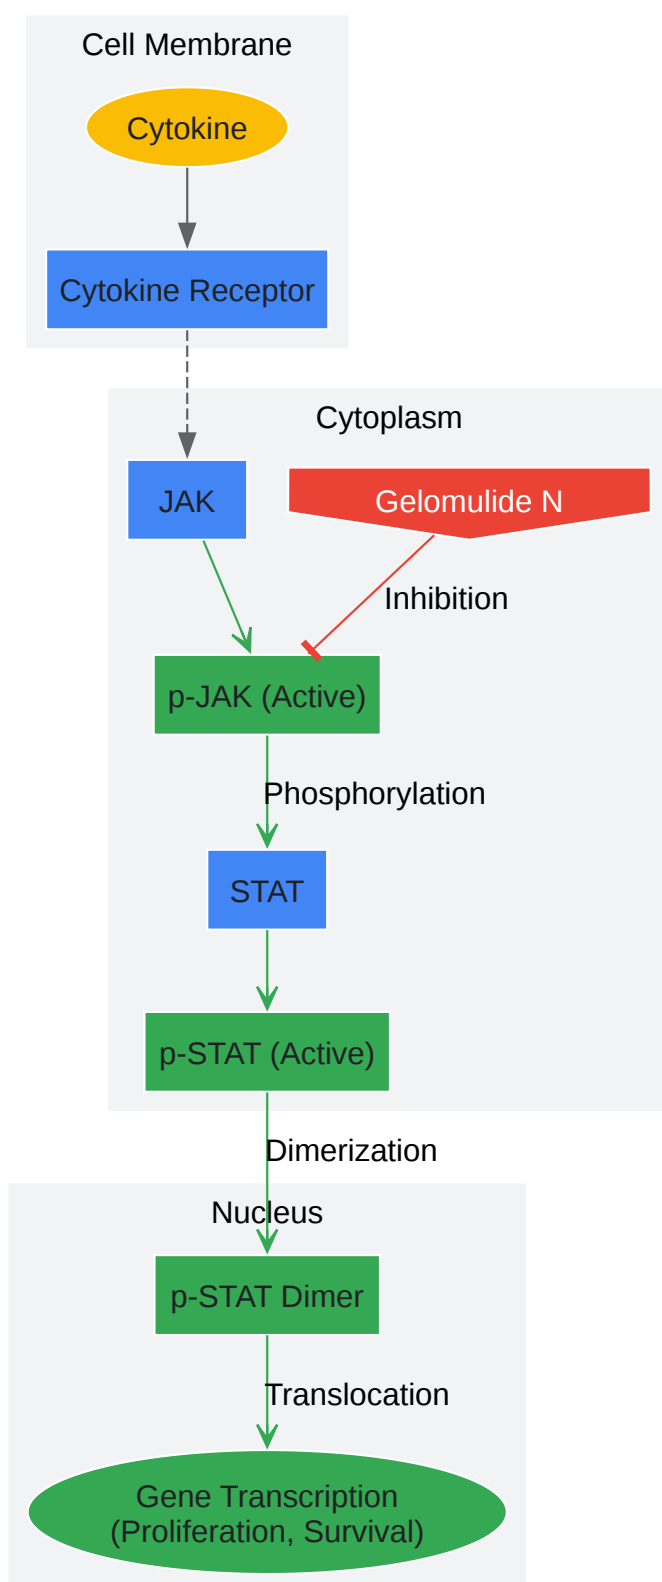 Cell Membrane
Cytokine
Cytokine Receptor
Cytoplasm
JAK
Gelomulide N
Inhibition
p-JAK (Active)
Phosphorylation
STAT
p-STAT (Active)
Dimerization
Nucleus
p-STAT Dimer
Translocation
Gene Transcription
(Proliferation, Survival)